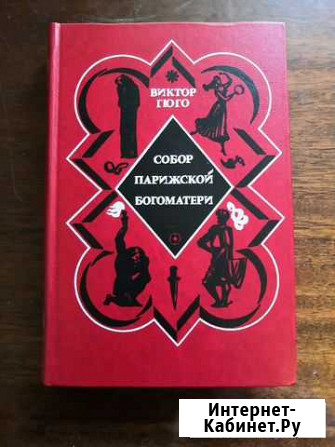 ВИКТОР
ГЮГО
СОБОР
ПАРИЖСКОЙ
БОГОМАТЕРИ
Интернет-
Кабинет.Ру